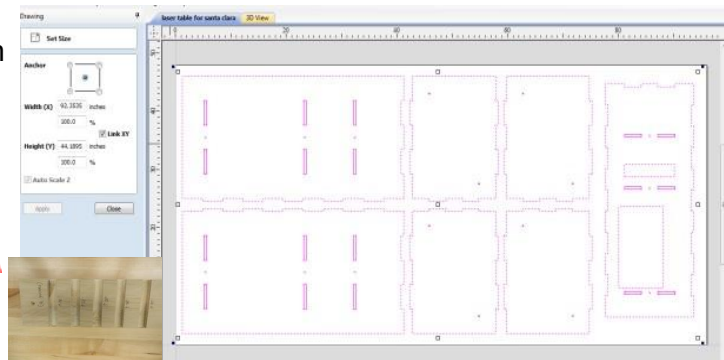 Drawing
laser table for santa clara
3D View
Set Size
Anchor
Width (X) 92.3535 inches
100.0 %
Link XY
Height (Y) 44.1895 inches
100.0 %
Auto Scale Z
Apply
Close